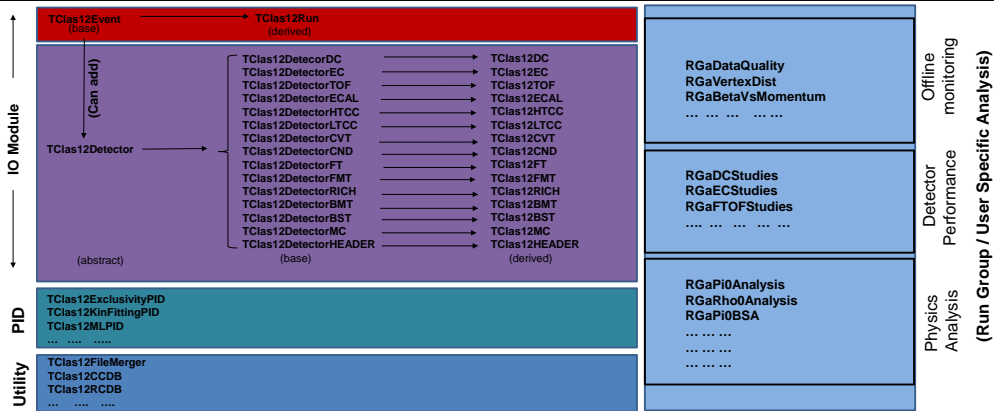 IO Module
TClas12Event
(base)
TClas12Run
(derived)
(Can add)
TClas12Detector
(abstract)
TClas12DetecorDC
TClas12DetectorEC
TClas12DetectorTOF
TClas12DetectorECAL
TClas12DetectorHTCC
TClas12DetectorLTCC
TClas12DetectorCVT
TClas12DetectorCND
TClas12DetectorFT
TClas12DetectorFMT
TClas12DetectorRICH
TClas12DetectorBMT
TClas12DetectorBST
TClas12DetectorMC
TClas12DetectorHEADER
(base)
TClas12DC
TClas12EC
TClas12TOF
TClas12ECAL
TClas12HTCC
TClas12LTCC
TClas12CVT
TClas12CND
TClas12FT
TClas12FMT
TClas12RICH
TClas12BMT
TClas12BST
TClas12MC
TClas12HEADER
(derived)
PID
TClas12ExclusivityPID
TClas12KinFittingPID
TClas12MLPID
... .... .....
Utility
TClas12FileMerger
TClas12CCDB
TClas12RCDB
... .... ....
RGaDataQuality
RGaVertexDist
RGaBetaVsMomentum
... ... ... ... ...
Offline
monitoring
RGaDCStudies
RGaECStudies
RGaFTOFStudies
.... ... ... ... ...
Detector
Performance
RGaPi0Analysis
RGaRho0Analysis
RGaPi0BSA
... ... ...
... ... ...
... ... ...
Physics
Analysis
(Run Group / User Specific Analysis)